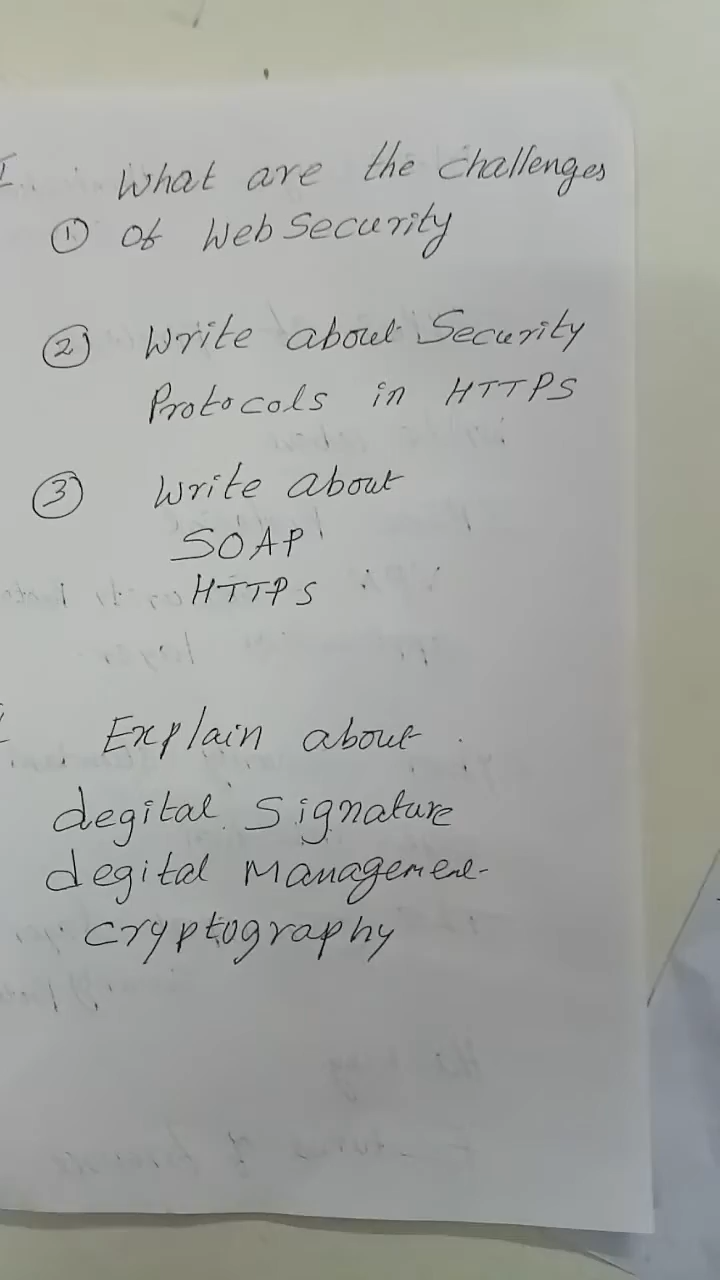 I. What are the challenges
① Of Web Security
② Write about Security
Protocols in HTTPS
③ Write about
SOAP
HTTPS
Explain about
degital Signature
degital Management
cryptography